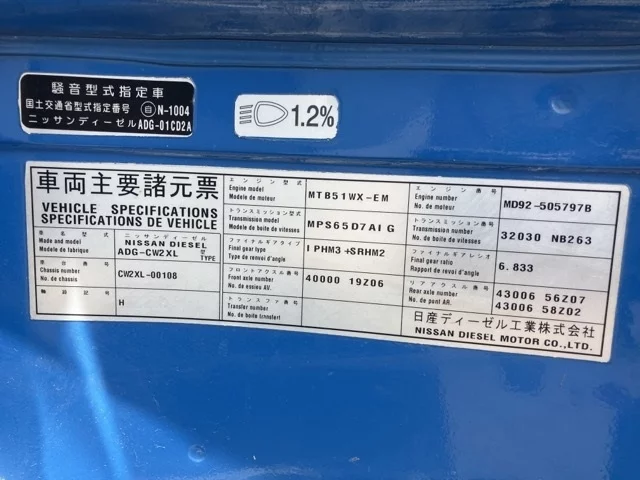 騒音型式指定車
国土交通省型式指定番号 自 N-1004
ニッサンディーゼル ADG-01CD2A
1.2%
車両主要諸元票
VEHICLE SPECIFICATIONS
SPECIFICATIONS DE VEHICLE
車名型式 ニッサンディーゼル
Made and model NISSAN DIESEL
Modele de fabrique ADG-CW2XL TYPE
車台番号
Chassis number CW2XL-00108
No. de chassis
H
エンジン型式
Engine model MTB51WX-EM
Modele de moteur
トランスミッション型式
Transmission model MPS65D7AI G
Modele de boite de vitesses
ファイナルギアタイプ
Final gear type I PHM3+SRHM2
Type de renvoi d'angle
フロントアクスル番号
Front axle number 40000 19Z06
No. de essieu AV.
トランスファ番号
Transfer number
No. de boite transfert
エンジン番号
Engine number MD92-505797B
No. de moteur
トランスミッション番号
Transmission number 32030 NB263
No. de boite de vitesses
ファイナルギアレシオ
Final gear ratio 6.833
Rapport de renvoi d'angle
リアアクスル番号 43006 56Z07
Rear axle number 43006 58Z02
No. de pont AR.
日産ディーゼル工業株式会社
NISSAN DIESEL MOTOR CO.,LTD.